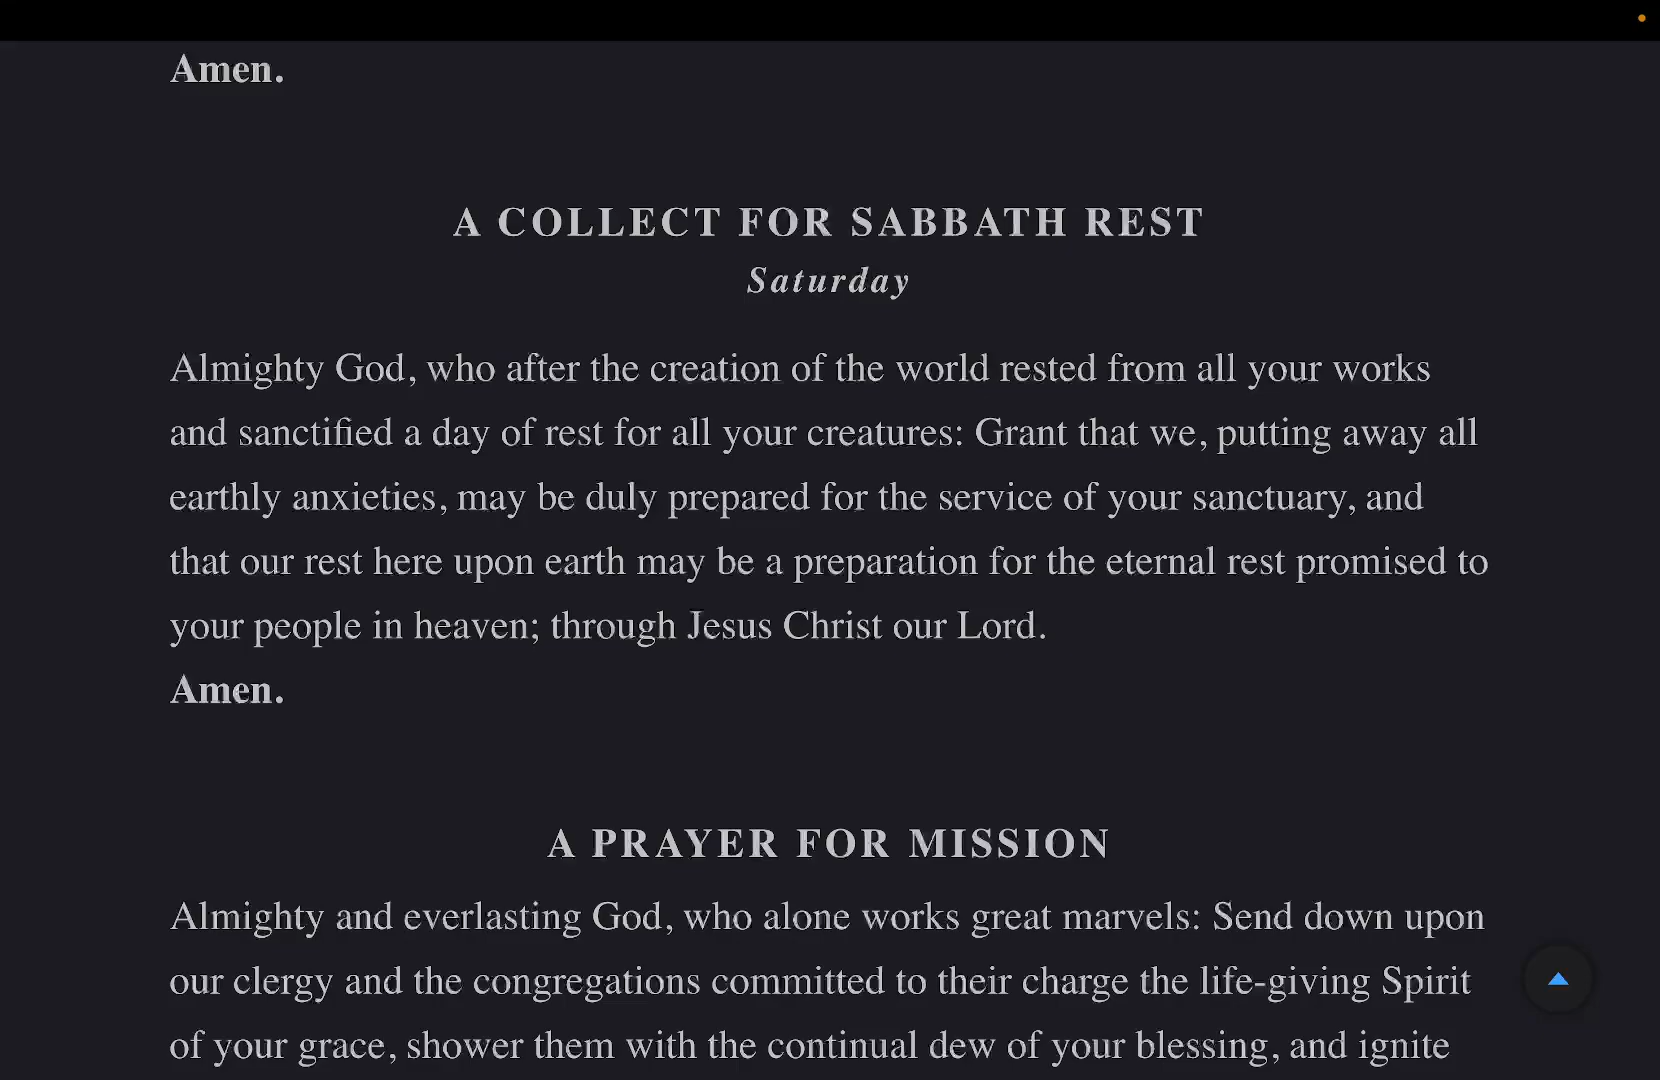 Amen.
A COLLECT FOR SABBATH REST
Saturday
Almighty God, who after the creation of the world rested from all your works
and sanctified a day of rest for all your creatures: Grant that we, putting away all
earthly anxieties, may be duly prepared for the service of your sanctuary, and
that our rest here upon earth may be a preparation for the eternal rest promised to
your people in heaven; through Jesus Christ our Lord.
Amen.
A PRAYER FOR MISSION
Almighty and everlasting God, who alone works great marvels: Send down upon
our clergy and the congregations committed to their charge the life-giving Spirit
of your grace, shower them with the continual dew of your blessing, and ignite